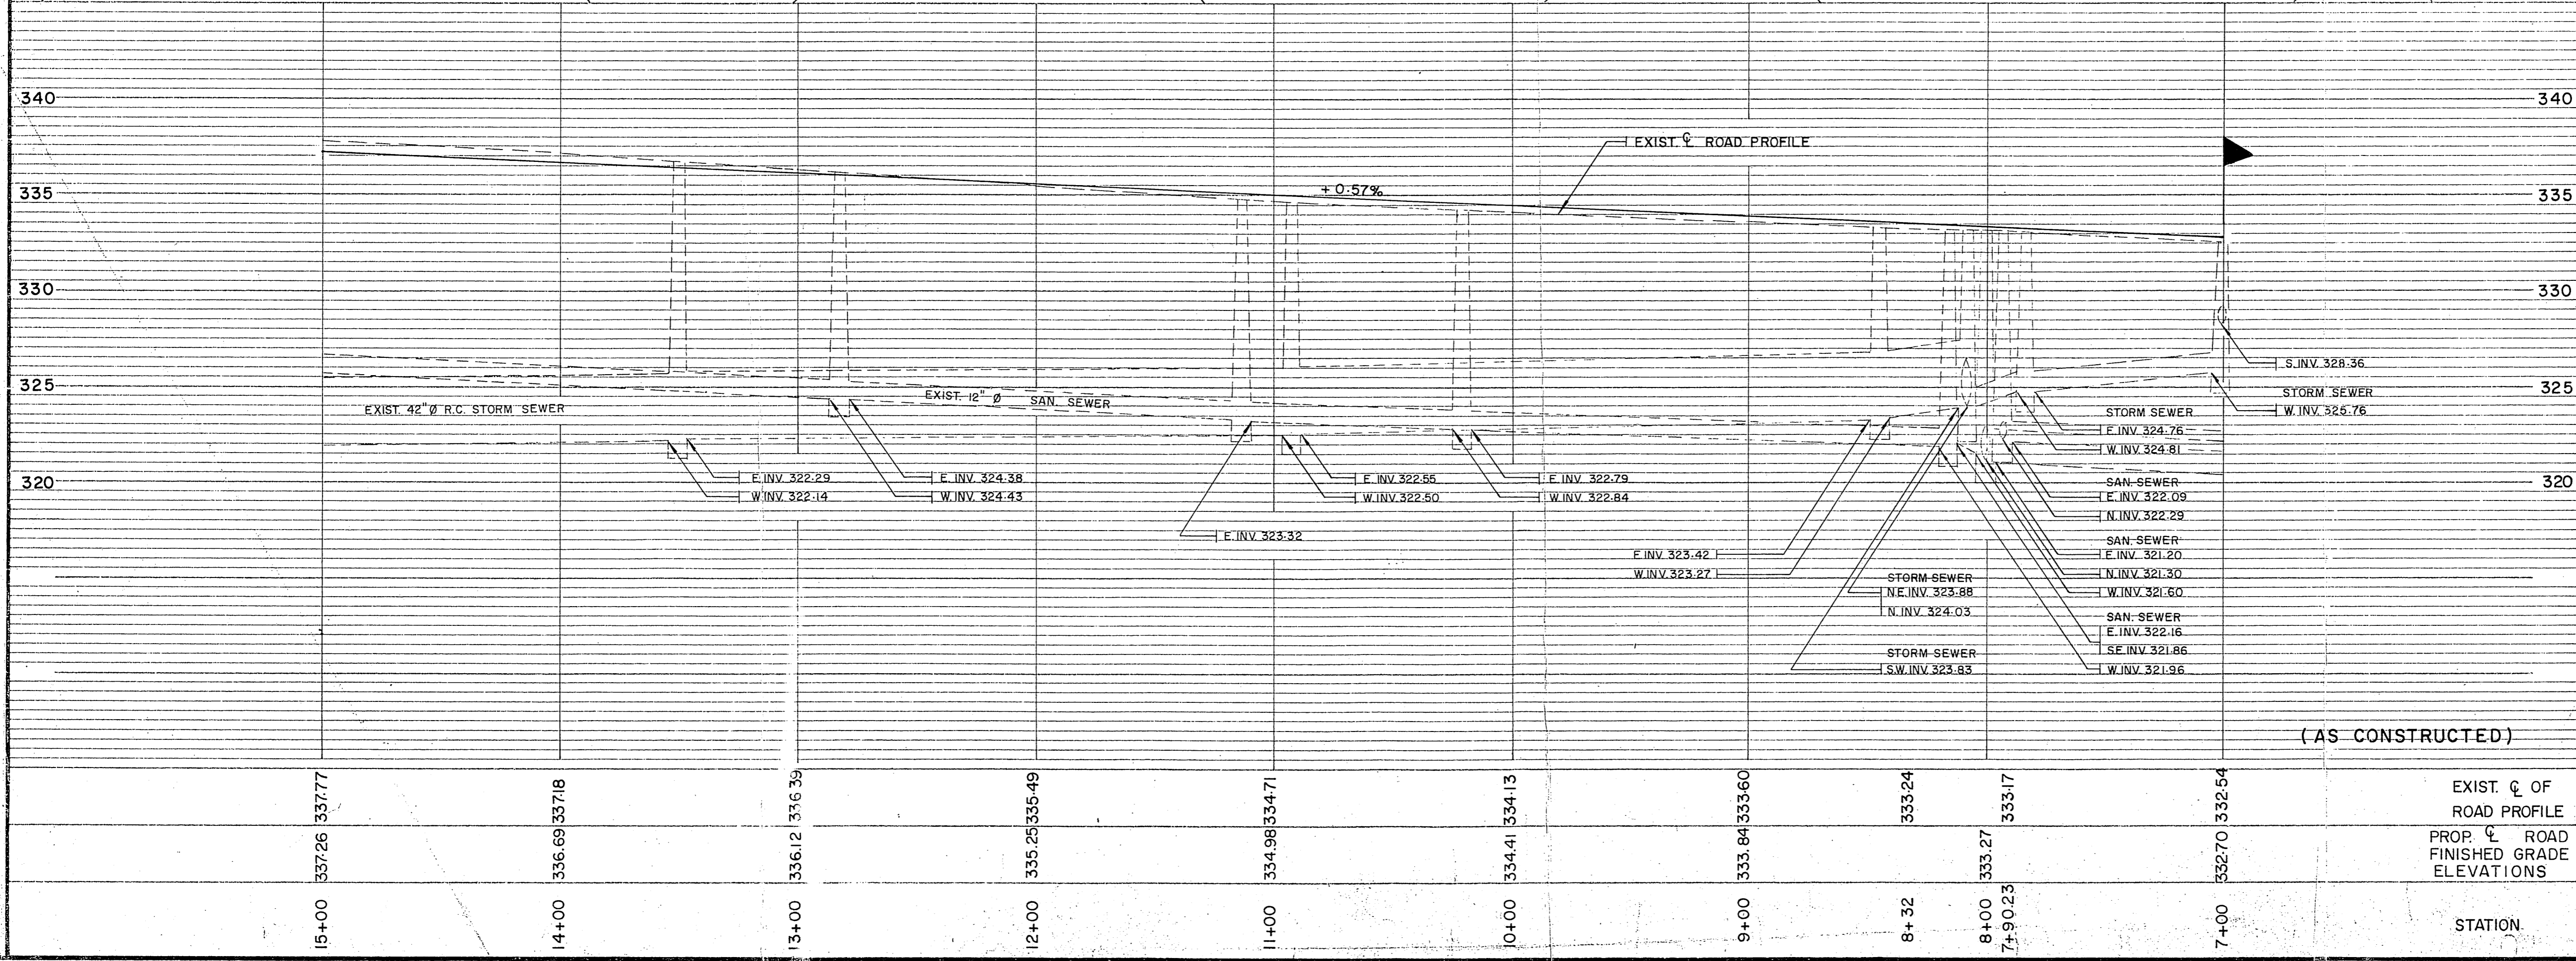 340
340
EXIST. ℄ ROAD PROFILE
335
+ 0.57%
335
330
330
S.INV. 328.36
325
EXIST. 12" Ø SAN. SEWER
325
STORM SEWER
W.INV. 325.76
EXIST. 42" Ø R.C. STORM SEWER
STORM SEWER
E.INV. 324.76
W.INV. 324.81
320
E.INV. 322.29
W.INV. 322.14
E. INV. 324.38
W.INV. 324.43
E.INV. 322.55
W.INV. 322.50
E.INV. 322.79
W.INV. 322.84
320
SAN. SEWER
E.INV. 322.09
N.INV. 322.29
E.INV. 323.32
SAN. SEWER
E.INV. 321.20
N.INV. 321.30
W.INV. 321.60
E.INV. 323.42
W.INV. 323.27
STORM SEWER
N.E.INV. 323.88
N.INV. 324.03
SAN. SEWER
E.INV. 322.16
S.E.INV. 321.86
W.INV. 321.96
STORM SEWER
S.W.INV. 323.83
(AS CONSTRUCTED)
337.77 337.18 336.39 335.49 334.71 334.13 333.60 333.24 333.17 332.54
EXIST. ℄ OF
ROAD PROFILE
337.26 336.69 336.12 335.25 334.98 334.41 333.84 333.27 332.70
PROP. ℄ ROAD
FINISHED GRADE
ELEVATIONS
15+00 14+00 13+00 12+00 11+00 10+00 9+00 8+32 8+00 7+90.23 7+00
STATION